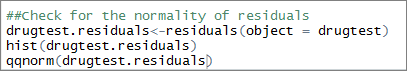 ##Check for the normality of residuals
drugtest.residuals<-residuals(object = drugtest)
hist(drugtest.residuals)
qqnorm(drugtest.residuals)